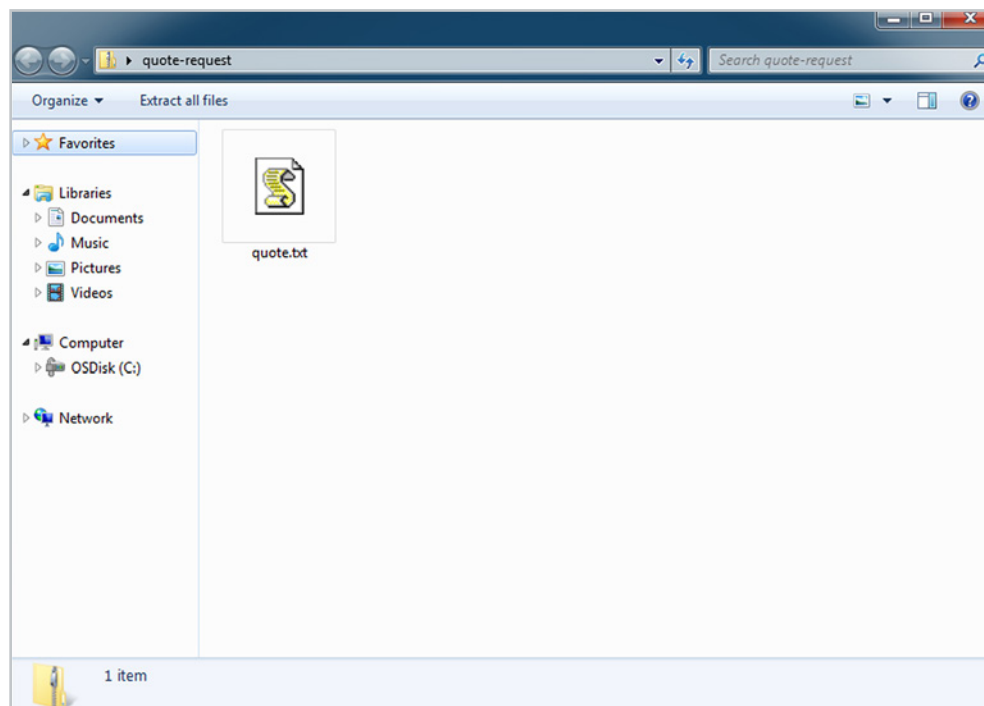 quote-request
Search quote-request
Organize
Extract all files
Favorites
Libraries
Documents
Music
Pictures
Videos
Computer
OSDisk (C:)
Network
quote.txt
1 item